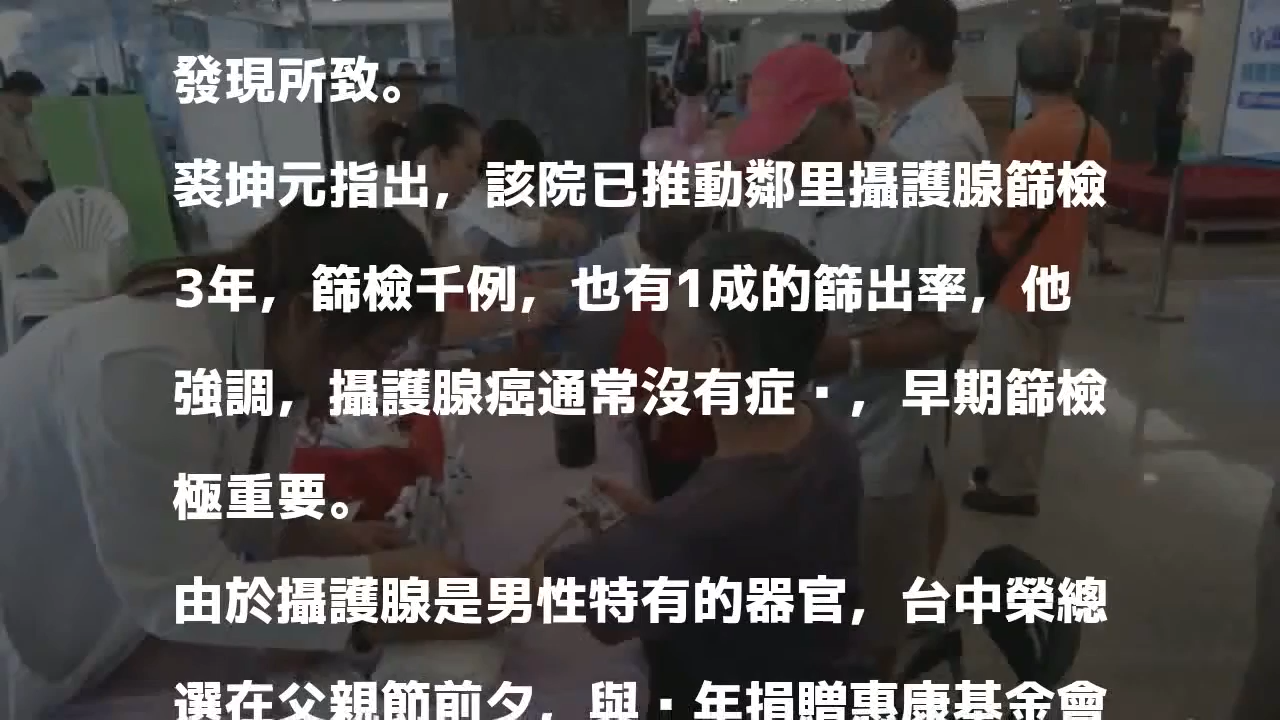 發現所致。
裘坤元指出，該院已推動鄰里攝護腺篩檢
3年，篩檢千例，也有1成的篩出率，他
強調，攝護腺癌通常沒有症▪，早期篩檢
極重要。
由於攝護腺是男性特有的器官，台中榮總
選在父親節前夕，與▪年捐贈惠康基金會